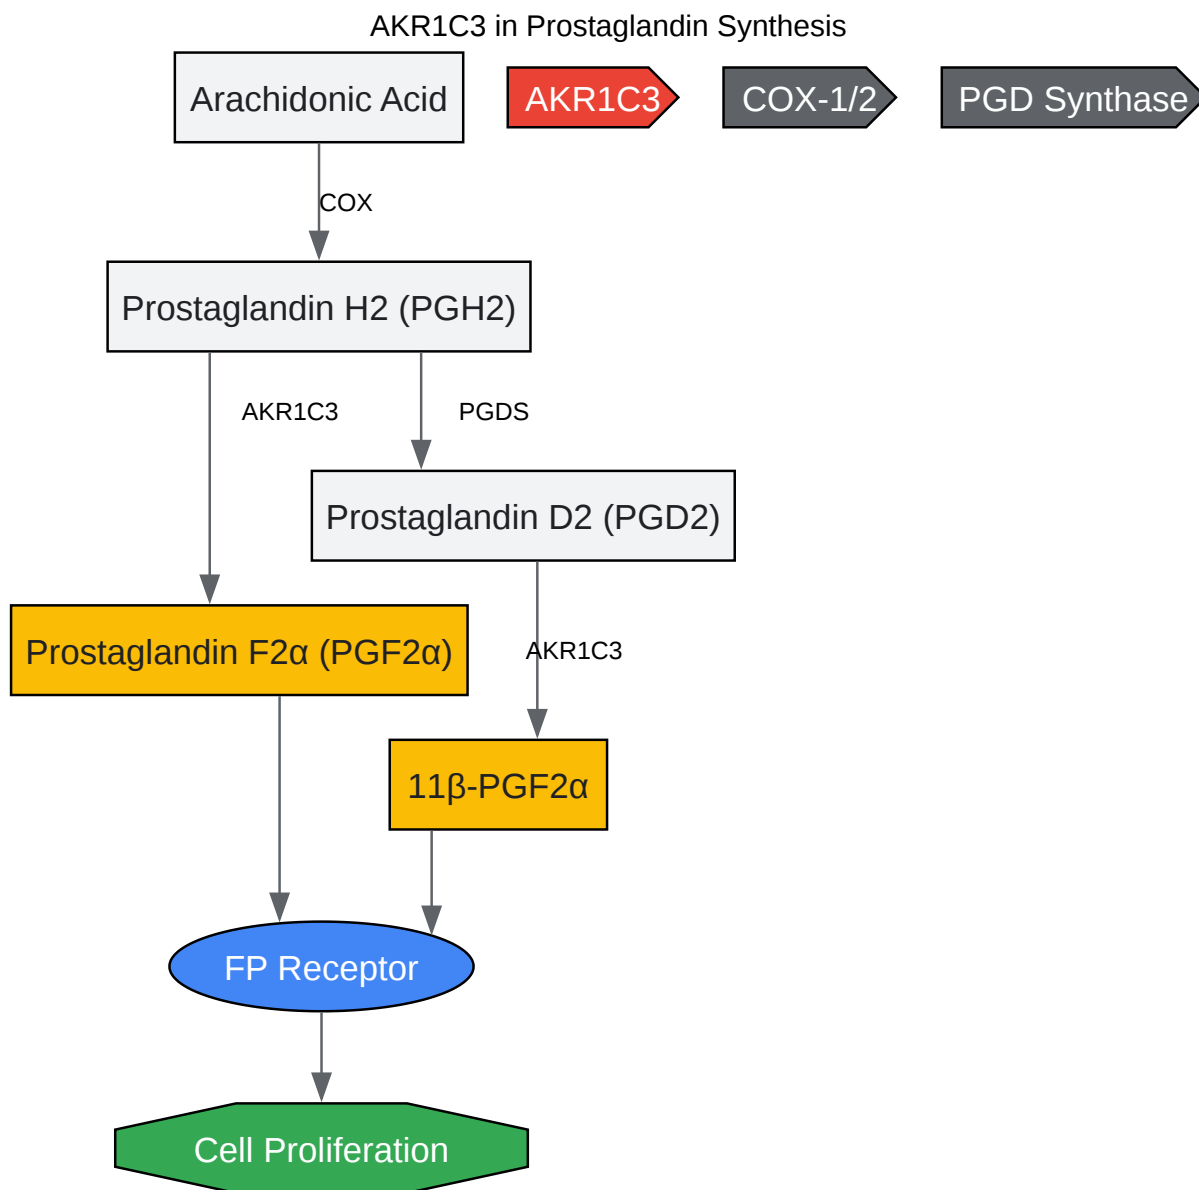 AKR1C3 in Prostaglandin Synthesis
Arachidonic Acid
AKR1C3
COX-1/2
PGD Synthase
COX
Prostaglandin H2 (PGH2)
AKR1C3
PGDS
Prostaglandin D2 (PGD2)
Prostaglandin F2α (PGF2α)
AKR1C3
11β-PGF2α
FP Receptor
Cell Proliferation